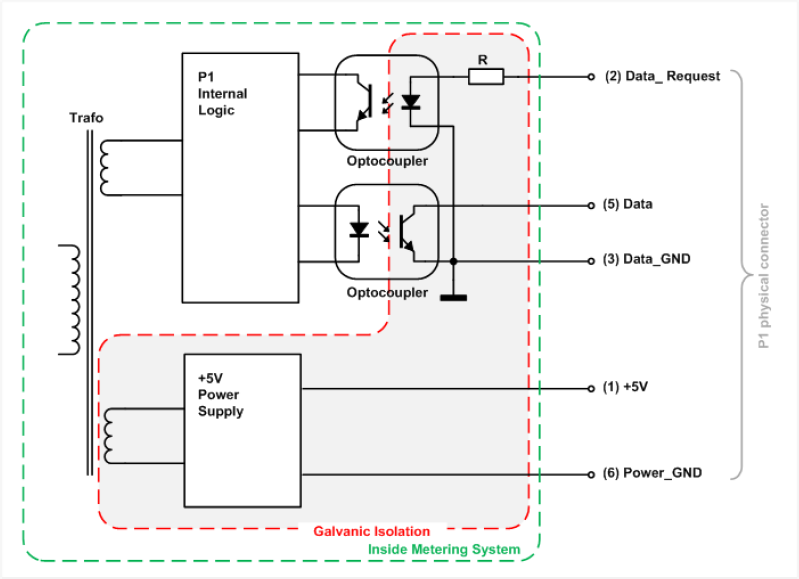 P1
Internal
Logic
R
(2) Data_ Request
Trafo
Optocoupler
(5) Data
(3) Data_GND
Optocoupler
P1 physical connector
+5V
Power
Supply
(1) +5V
(6) Power_GND
Galvanic Isolation
Inside Metering System